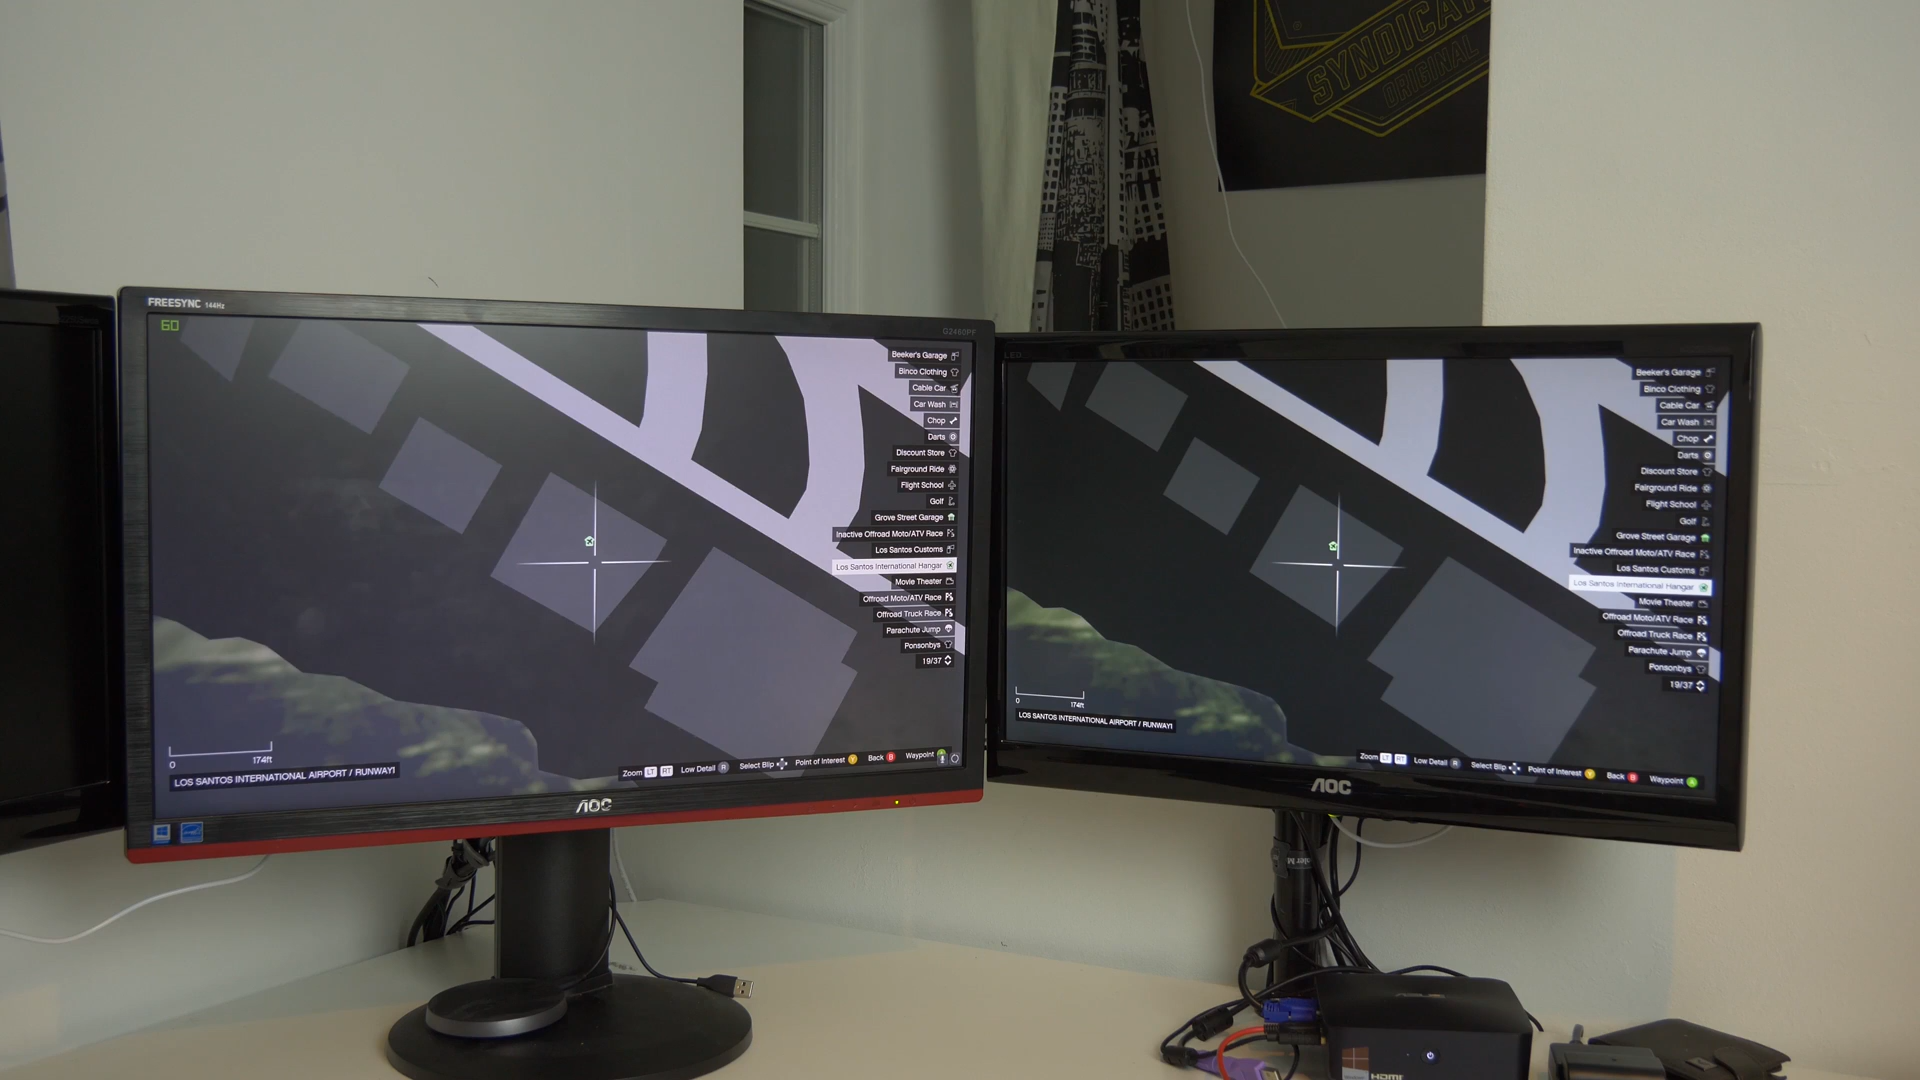 SYNDICAT
ORIGINAL
FREESYNC 144Hz
G2460PF
60
Beeker's Garage
Binco Clothing
Cable Car
Car Wash
Chop
Darts
Discount Store
Fairground Ride
Flight School
Golf
Grove Street Garage
Inactive Offroad Moto/ATV Race
Los Santos Customs
Los Santos International Hangar
Movie Theater
Offroad Moto/ATV Race
Offroad Truck Race
Parachute Jump
Ponsonbys
19/37
0 174ft
LOS SANTOS INTERNATIONAL AIRPORT / RUNWAY1
Zoom LT RT Low Detail R Select Blip Point of Interest Y Back B Waypoint A
AOC
LED
Beeker's Garage
Binco Clothing
Cable Car
Car Wash
Chop
Darts
Discount Store
Fairground Ride
Flight School
Golf
Grove Street Garage
Inactive Offroad Moto/ATV Race
Los Santos Customs
Los Santos International Hangar
Movie Theater
Offroad Moto/ATV Race
Offroad Truck Race
Parachute Jump
Ponsonbys
19/37
0 174ft
LOS SANTOS INTERNATIONAL AIRPORT / RUNWAY1
Zoom LT RT Low Detail R Select Blip Point of Interest Y Back B Waypoint A
AOC
HDMI